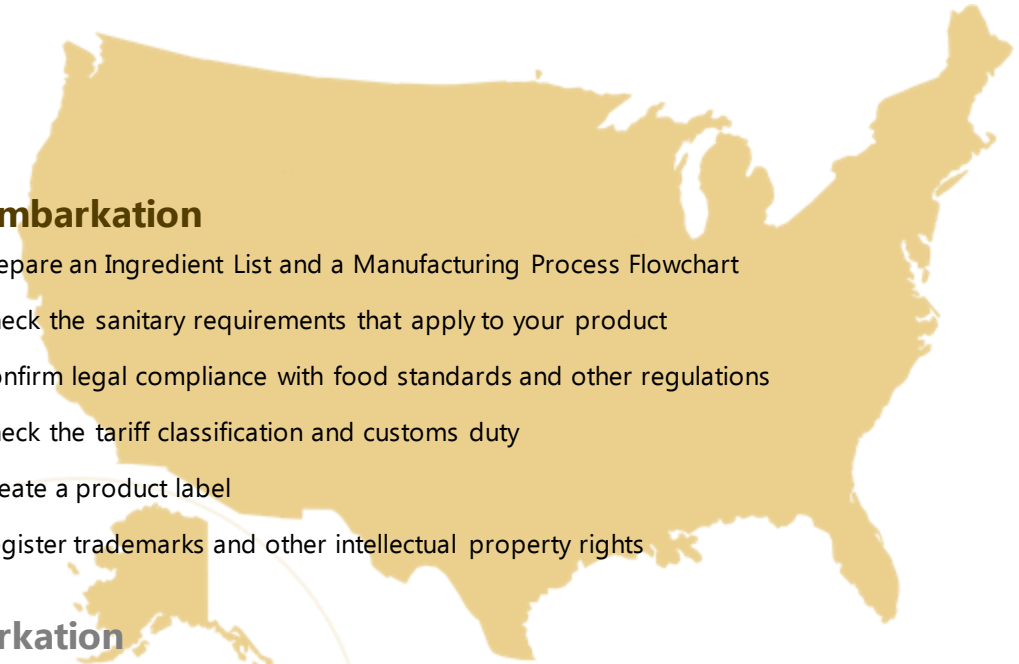 mbarkation
epare an Ingredient List and a Manufacturing Process Flowchart
eck the sanitary requirements that apply to your product
onfirm legal compliance with food standards and other regulations
eck the tariff classification and customs duty
eate a product label
gister trademarks and other intellectual property rights
rkation